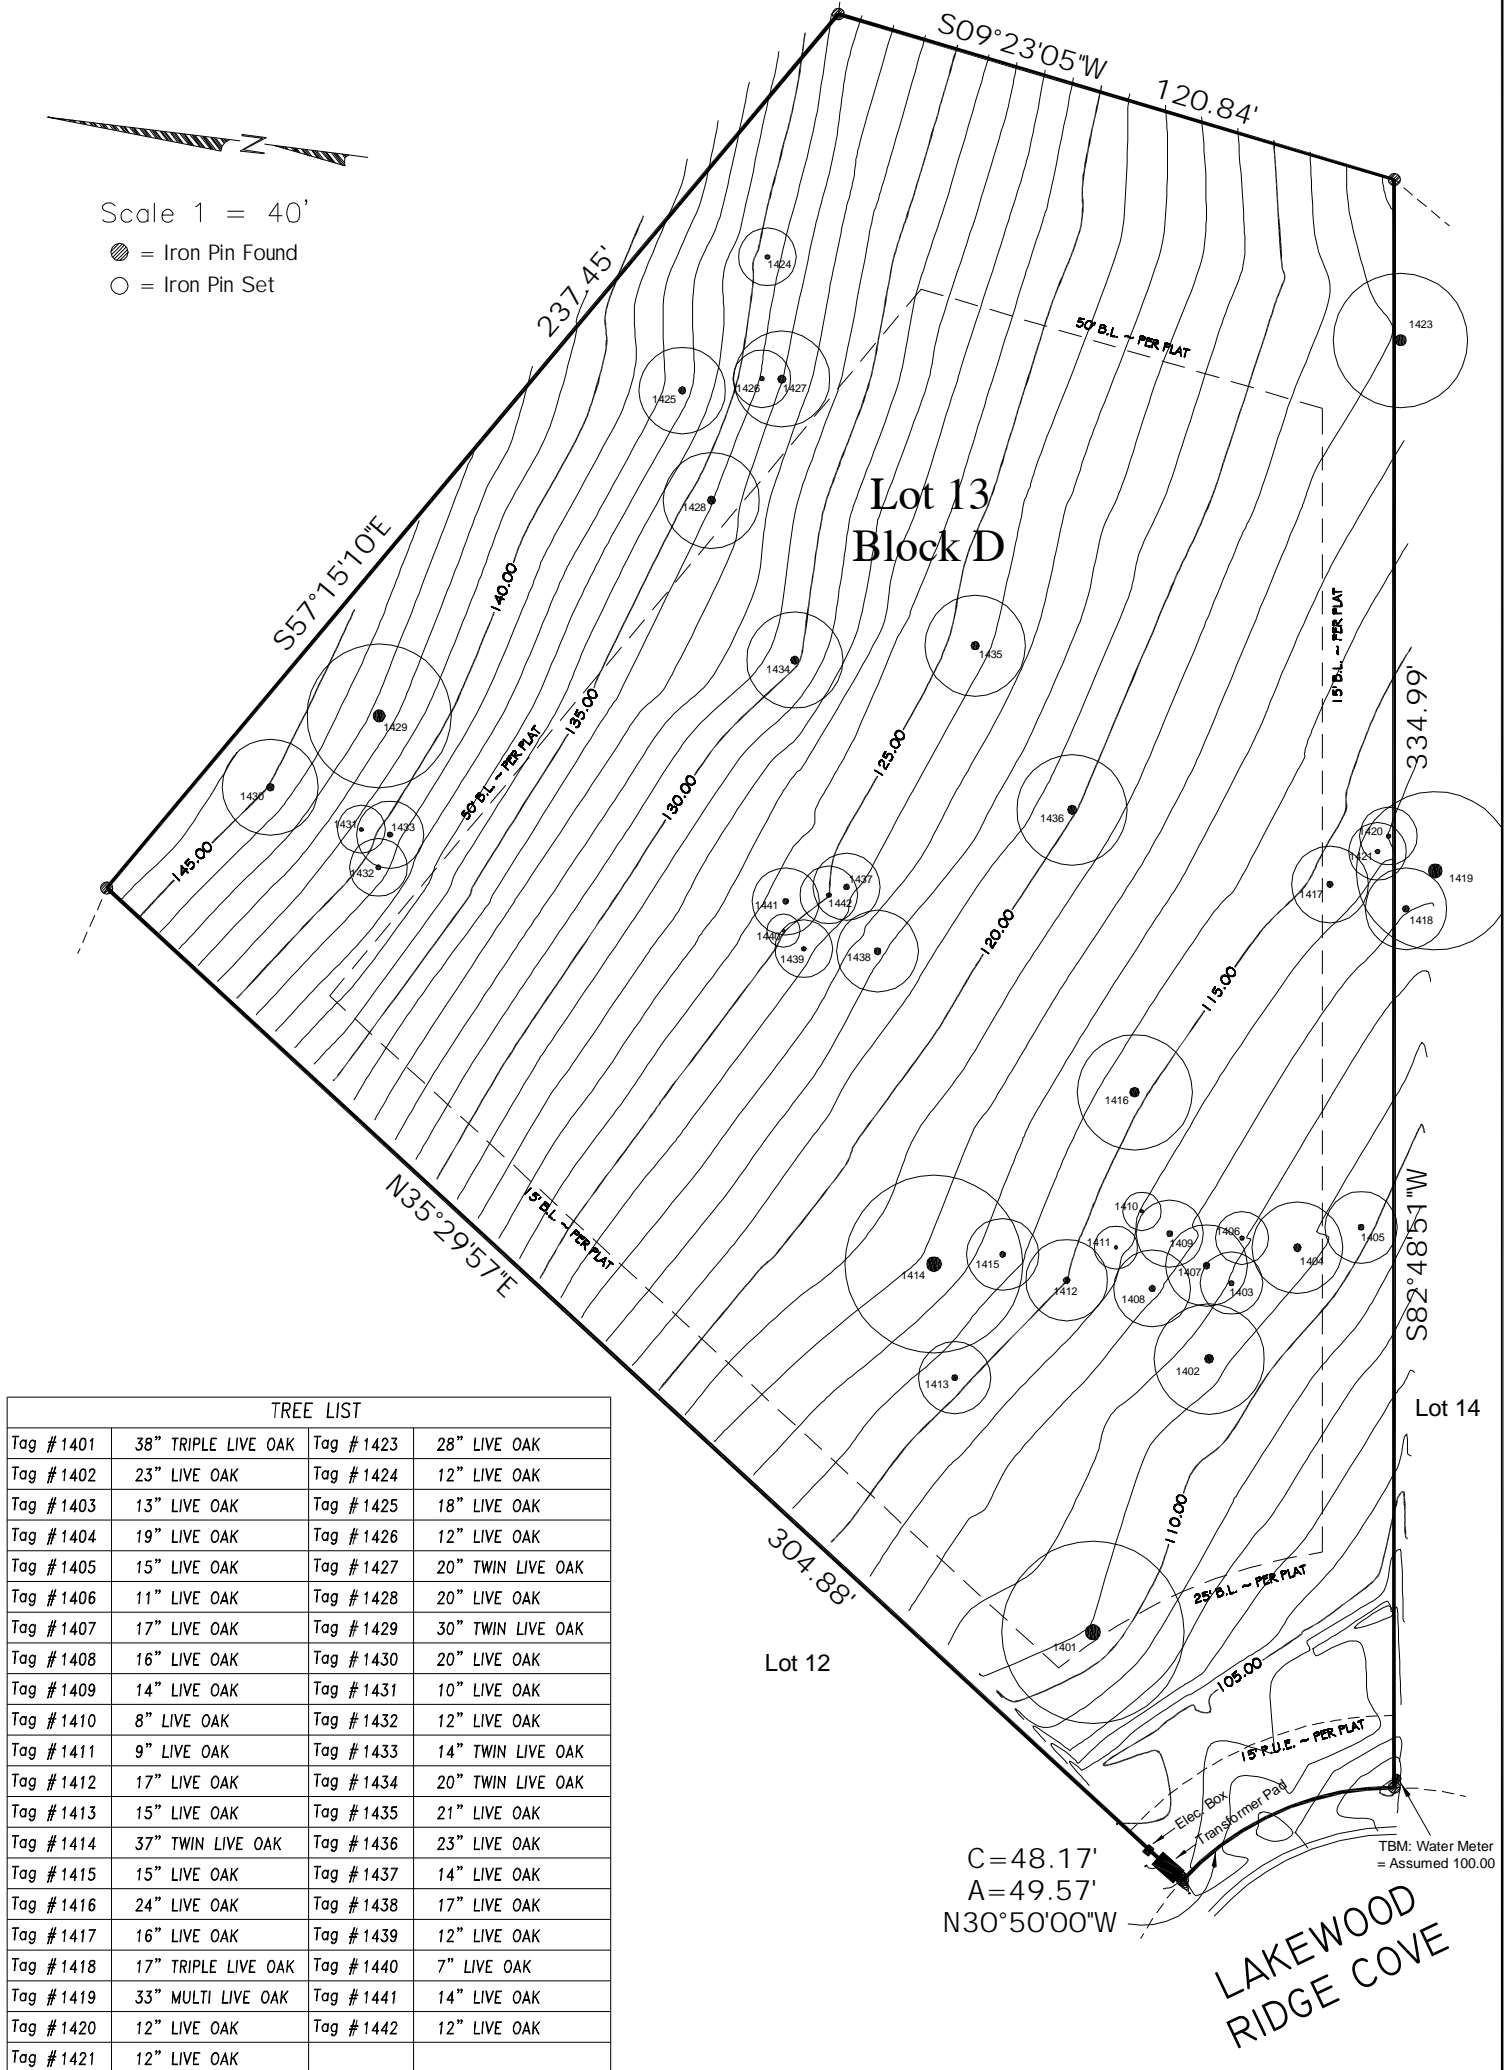 S09°23'05"W
120.84'
N
Scale 1 = 40'
= Iron Pin Found
= Iron Pin Set
237.45'
S57°15'10"E
1424
1423
50' B.L. ~ PER PLAT
1425
1426
1427
1428
Lot 13
Block D
140.00
15' B.L. ~ PER PLAT
1434
1435
334.99'
1429
135.00
50' B.L. ~ PER PLAT
125.00
130.00
1430
1431
1433
1432
145.00
1436
1420
1421
1419
1417
1418
1437
1441
1442
1440
1439
1438
120.00
115.00
1416
N35°29'57"E
15' B.L. ~ PER PLAT
1410
1411
1409
1406
1405
1404
1407
1403
1408
1412
1415
1414
1413
1402
S82°48'51"W
Lot 14
110.00
304.88'
25' B.L. ~ PER PLAT
1401
Lot 12
105.00
15' P.U.E. ~ PER PLAT
Elec. Box
Transformer Pad
TBM: Water Meter
= Assumed 100.00
C=48.17'
A=49.57'
N30°50'00"W
LAKEWOOD
RIDGE COVE
TREE LIST
Tag #1401 38" TRIPLE LIVE OAK Tag #1423 28" LIVE OAK
Tag #1402 23" LIVE OAK Tag #1424 12" LIVE OAK
Tag #1403 13" LIVE OAK Tag #1425 18" LIVE OAK
Tag #1404 19" LIVE OAK Tag #1426 12" LIVE OAK
Tag #1405 15" LIVE OAK Tag #1427 20" TWIN LIVE OAK
Tag #1406 11" LIVE OAK Tag #1428 20" LIVE OAK
Tag #1407 17" LIVE OAK Tag #1429 30" TWIN LIVE OAK
Tag #1408 16" LIVE OAK Tag #1430 20" LIVE OAK
Tag #1409 14" LIVE OAK Tag #1431 10" LIVE OAK
Tag #1410 8" LIVE OAK Tag #1432 12" LIVE OAK
Tag #1411 9" LIVE OAK Tag #1433 14" TWIN LIVE OAK
Tag #1412 17" LIVE OAK Tag #1434 20" TWIN LIVE OAK
Tag #1413 15" LIVE OAK Tag #1435 21" LIVE OAK
Tag #1414 37" TWIN LIVE OAK Tag #1436 23" LIVE OAK
Tag #1415 15" LIVE OAK Tag #1437 14" LIVE OAK
Tag #1416 24" LIVE OAK Tag #1438 17" LIVE OAK
Tag #1417 16" LIVE OAK Tag #1439 12" LIVE OAK
Tag #1418 17" TRIPLE LIVE OAK Tag #1440 7" LIVE OAK
Tag #1419 33" MULTI LIVE OAK Tag #1441 14" LIVE OAK
Tag #1420 12" LIVE OAK Tag #1442 12" LIVE OAK
Tag #1421 12" LIVE OAK